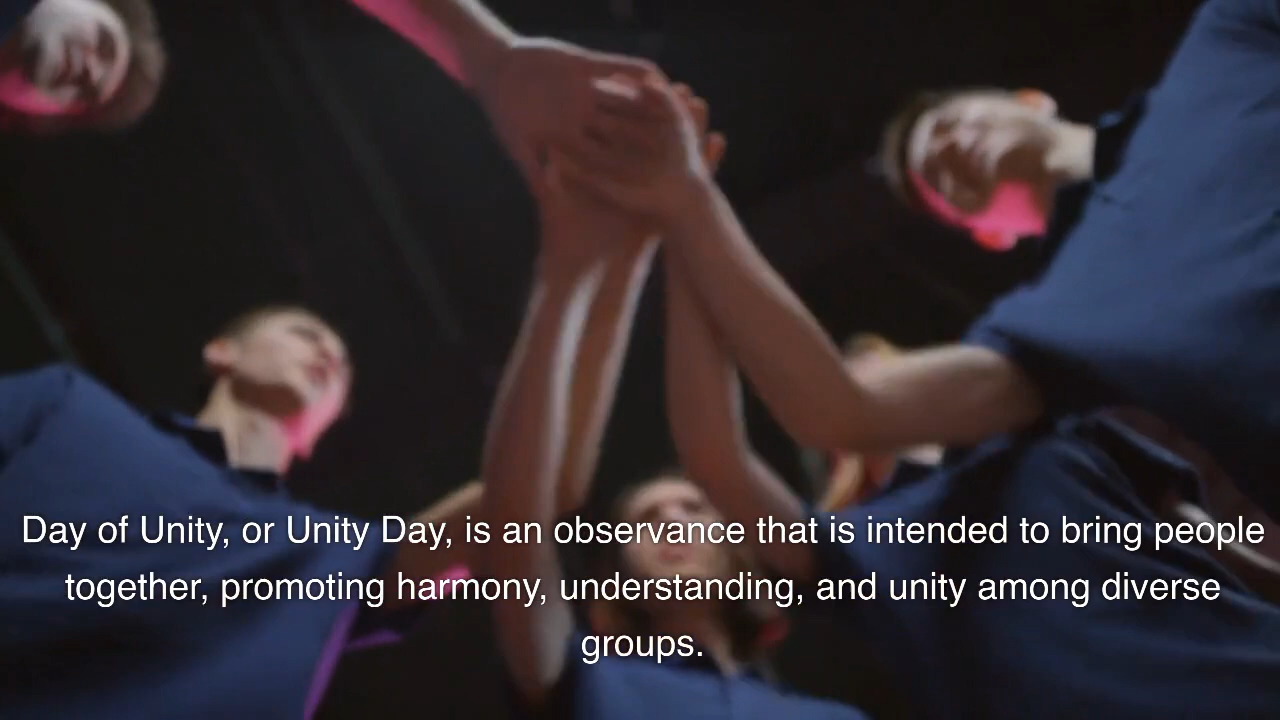 Day of Unity, or Unity Day, is an observance that is intended to bring people
together, promoting harmony, understanding, and unity among diverse
groups.